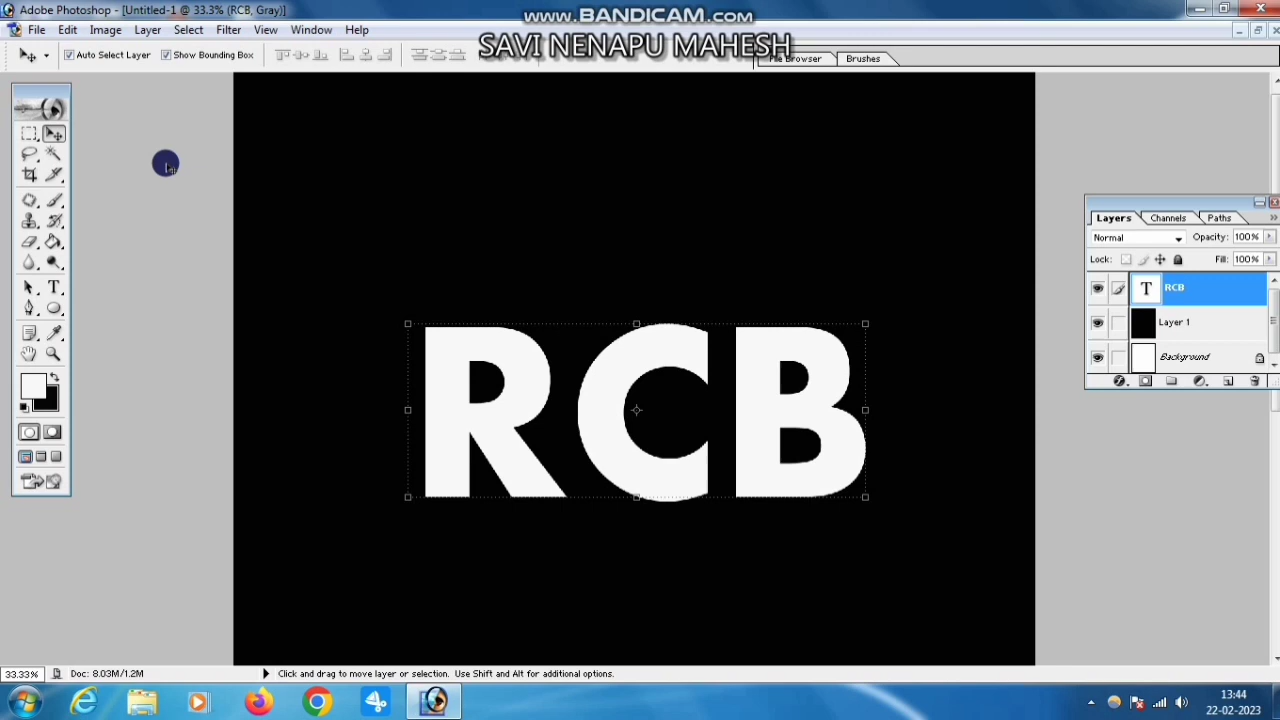 Adobe Photoshop - [Untitled-1 @ 33.3% (RCB, Gray)]
www.BANDICAM.com
File Edit Image Layer Select Filter View Window Help
SAVI NENAPU MAHESH
Auto Select Layer Show Bounding Box
File Browser Brushes
Layers Channels Paths
Normal Opacity: 100%
Lock: Fill: 100%
T RCB
Layer 1
Background
RCB
33.33% Doc: 8.03M/1.2M Click and drag to move layer or selection. Use Shift and Alt for additional options.
13:44
22-02-2023